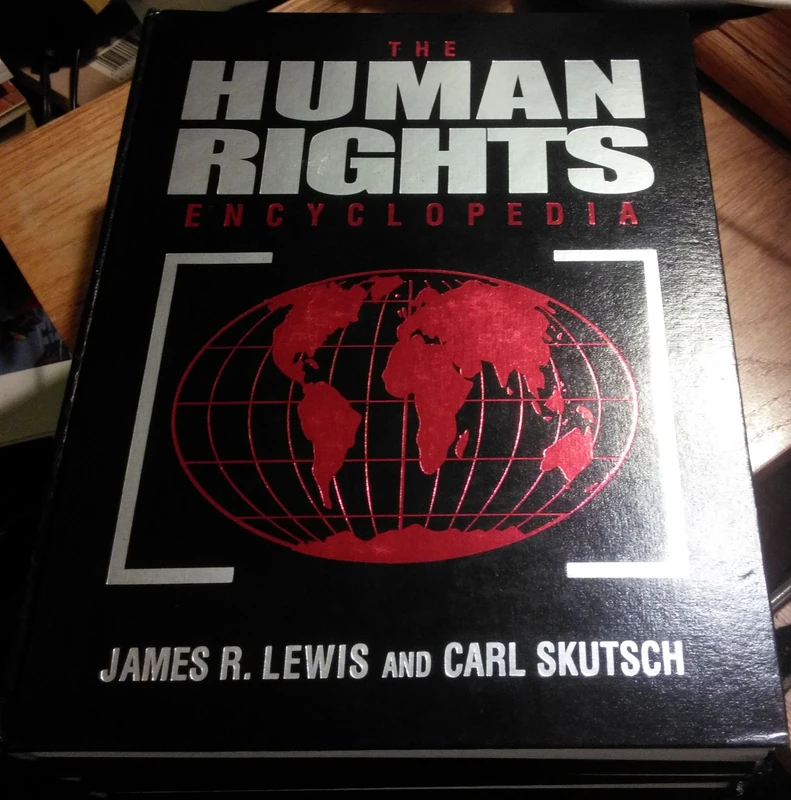 THE
HUMAN
RIGHTS
ENCYCLOPEDIA
JAMES R. LEWIS AND CARL SKUTSCH